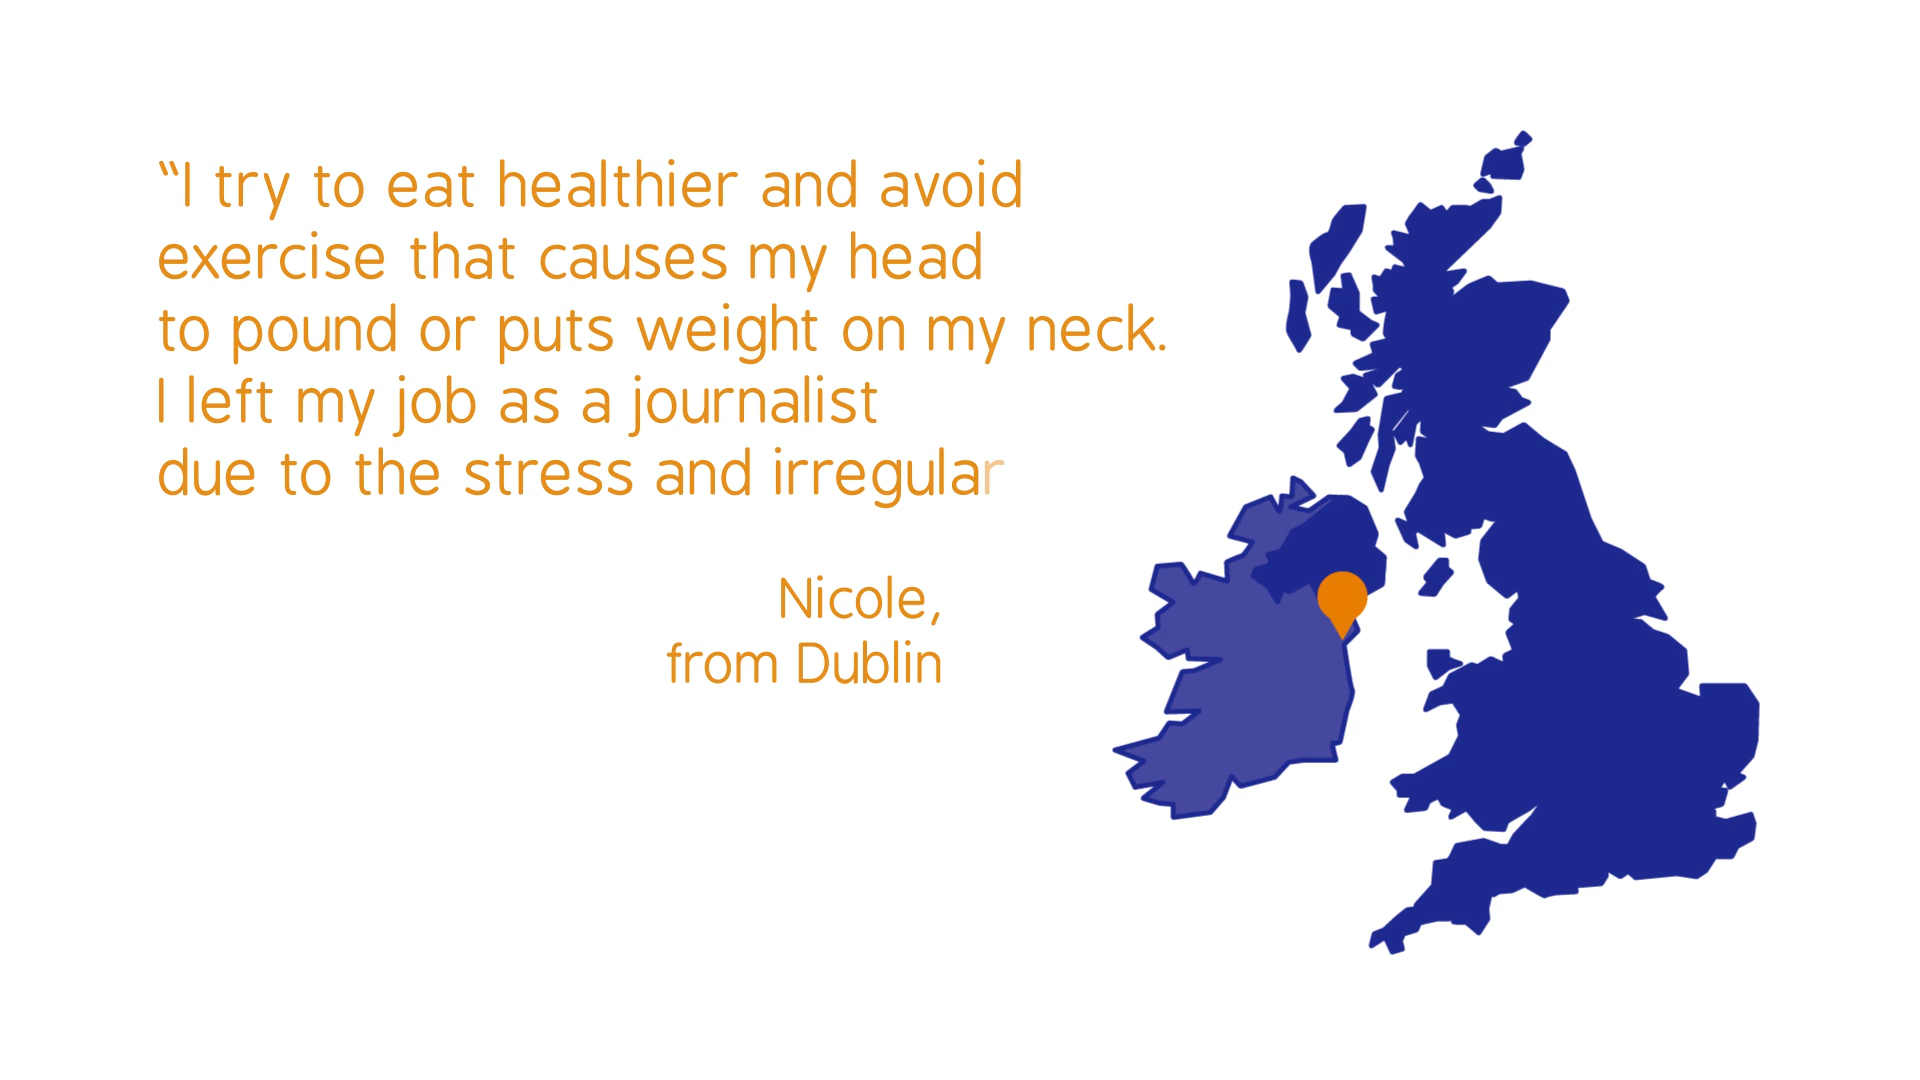 “I try to eat healthier and avoid
exercise that causes my head
to pound or puts weight on my neck.
I left my job as a journalist
due to the stress and irregular
Nicole,
from Dublin